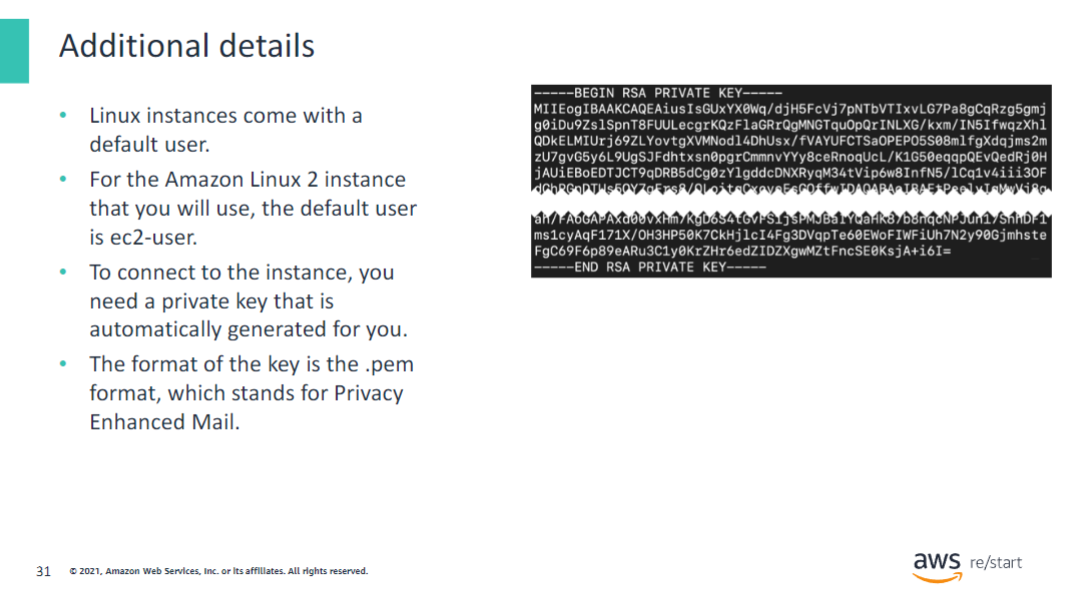 Additional details
• Linux instances come with a
default user.
• For the Amazon Linux 2 instance
that you will use, the default user
is ec2-user.
• To connect to the instance, you
need a private key that is
automatically generated for you.
• The format of the key is the .pem
format, which stands for Privacy
Enhanced Mail.
-----BEGIN RSA PRIVATE KEY-----
MIIEogIBAAKCAQEAiusIsGUxYX0Wq/djH5FcVj7pNTbVTIxvLG7Pa8gCqRzg5gmj
g0iDu9ZslSpnT8FUULecgrKQzFlaGRrQgMNGTquOpQrINLXG/kxm/IN5IfwqzXhl
QDkELMIUrj69ZLYovtgXVMNodl4DhUsx/fVAYUFCTSaOPEPO5S08mlfgXdqjms2m
zU7gvG5y6L9UgSJFdhtxsn0pgrCmmnvYYy8ceRnoqUcL/K1G50eqqpQEvQedRj0H
jAUiEBoEDTJCT9qDRB5dCg0zYlgddcDNXRyqM34tVip6w8InfN5/lCq1v4iii3OF
ms1cyAqF171X/OH3HP50K7CkHjlcI4Fg3DVqpTe60EWoFIWFiUh7N2y90Gjmhste
FgC69F6p89eARu3C1y0KrZHr6edZIDZXgwMZtFncSE0KsjA+i6I=
-----END RSA PRIVATE KEY-----
31 © 2021, Amazon Web Services, Inc. or its affiliates. All rights reserved.
aws re/start